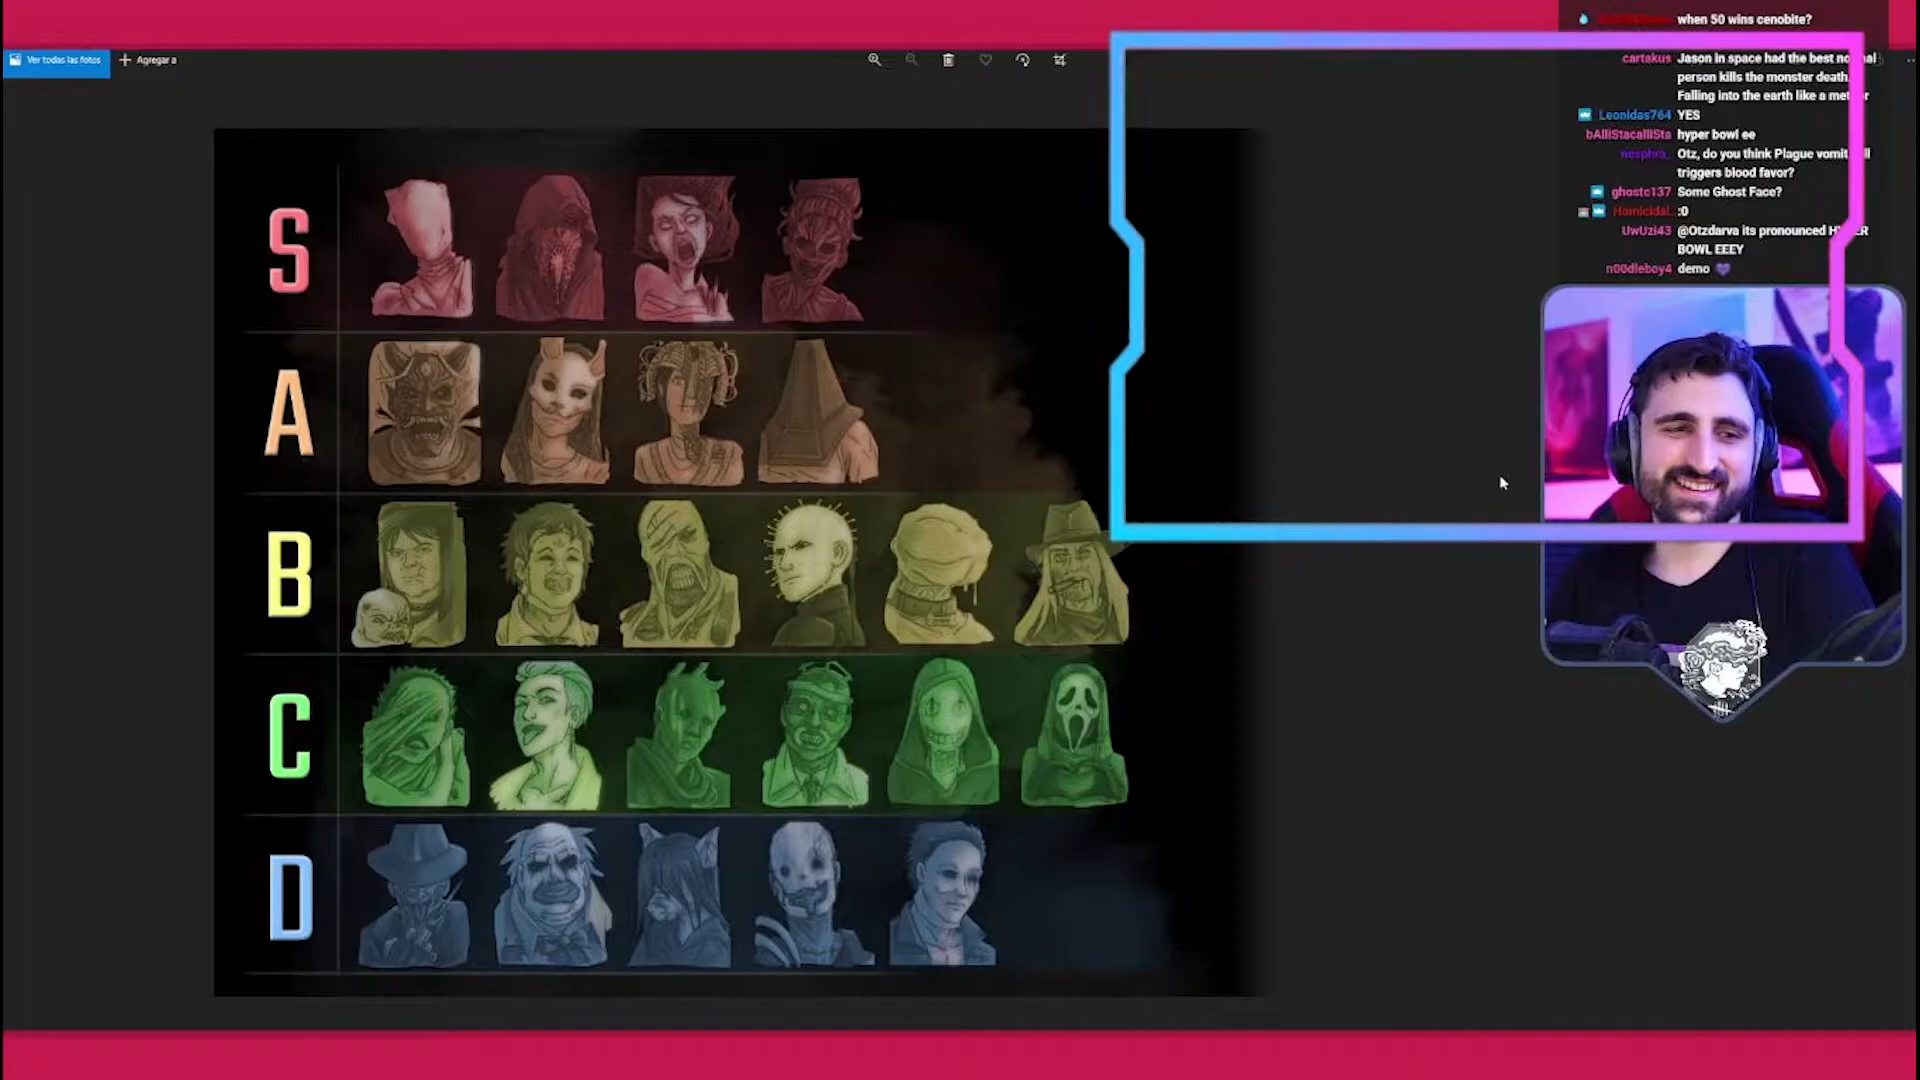 when 50 wins cenobite?
Ver todas las fotos
Agregar a
cartakus Jason in space had the best
person kills the monster death.
Falling into the earth like a
Leonidas764 YES
bAlliStacalliSta hyper bowl ee
nesphra_ Otz, do you think Plague vomit
triggers blood favor?
ghostc137 Some Ghost Face?
Homicidal_ :0
UwUzi43 @Otzdarva its pronounced
BOWL EEEY
n00dleboy4 demo 💜
S
A
B
C
D